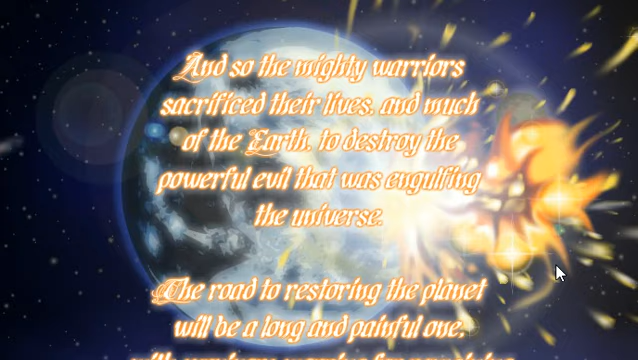 And so the mighty warriors
sacrificed their lives, and much
of the Earth, to destroy the
powerful evil that was engulfing
the universe.
The road to restoring the planet
will be a long and painful one,